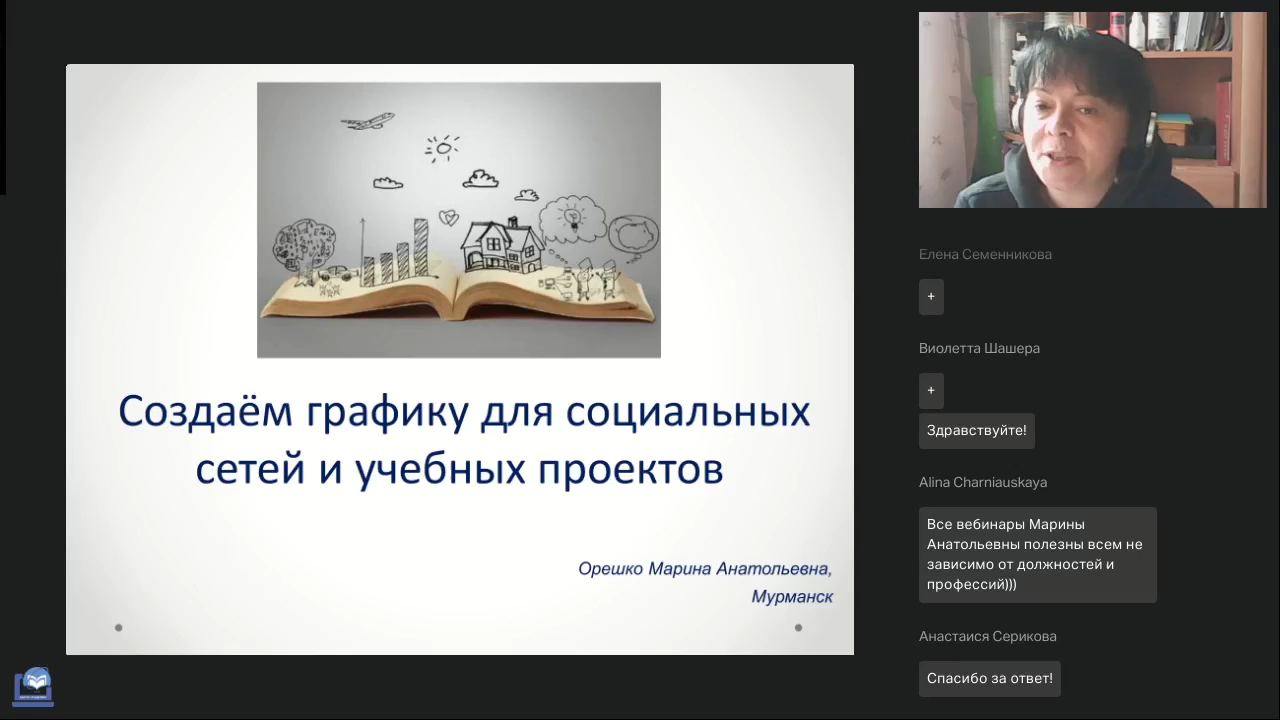 Создаём графику для социальных
сетей и учебных проектов
Орешко Марина Анатольевна,
Мурманск
Елена Семенникова
+
Виолетта Шашера
+
Здравствуйте!
Alina Charniauskaya
Все вебинары Марины
Анатольевны полезны всем не
зависимо от должностей и
профессий)))
Анастаися Серикова
Спасибо за ответ!